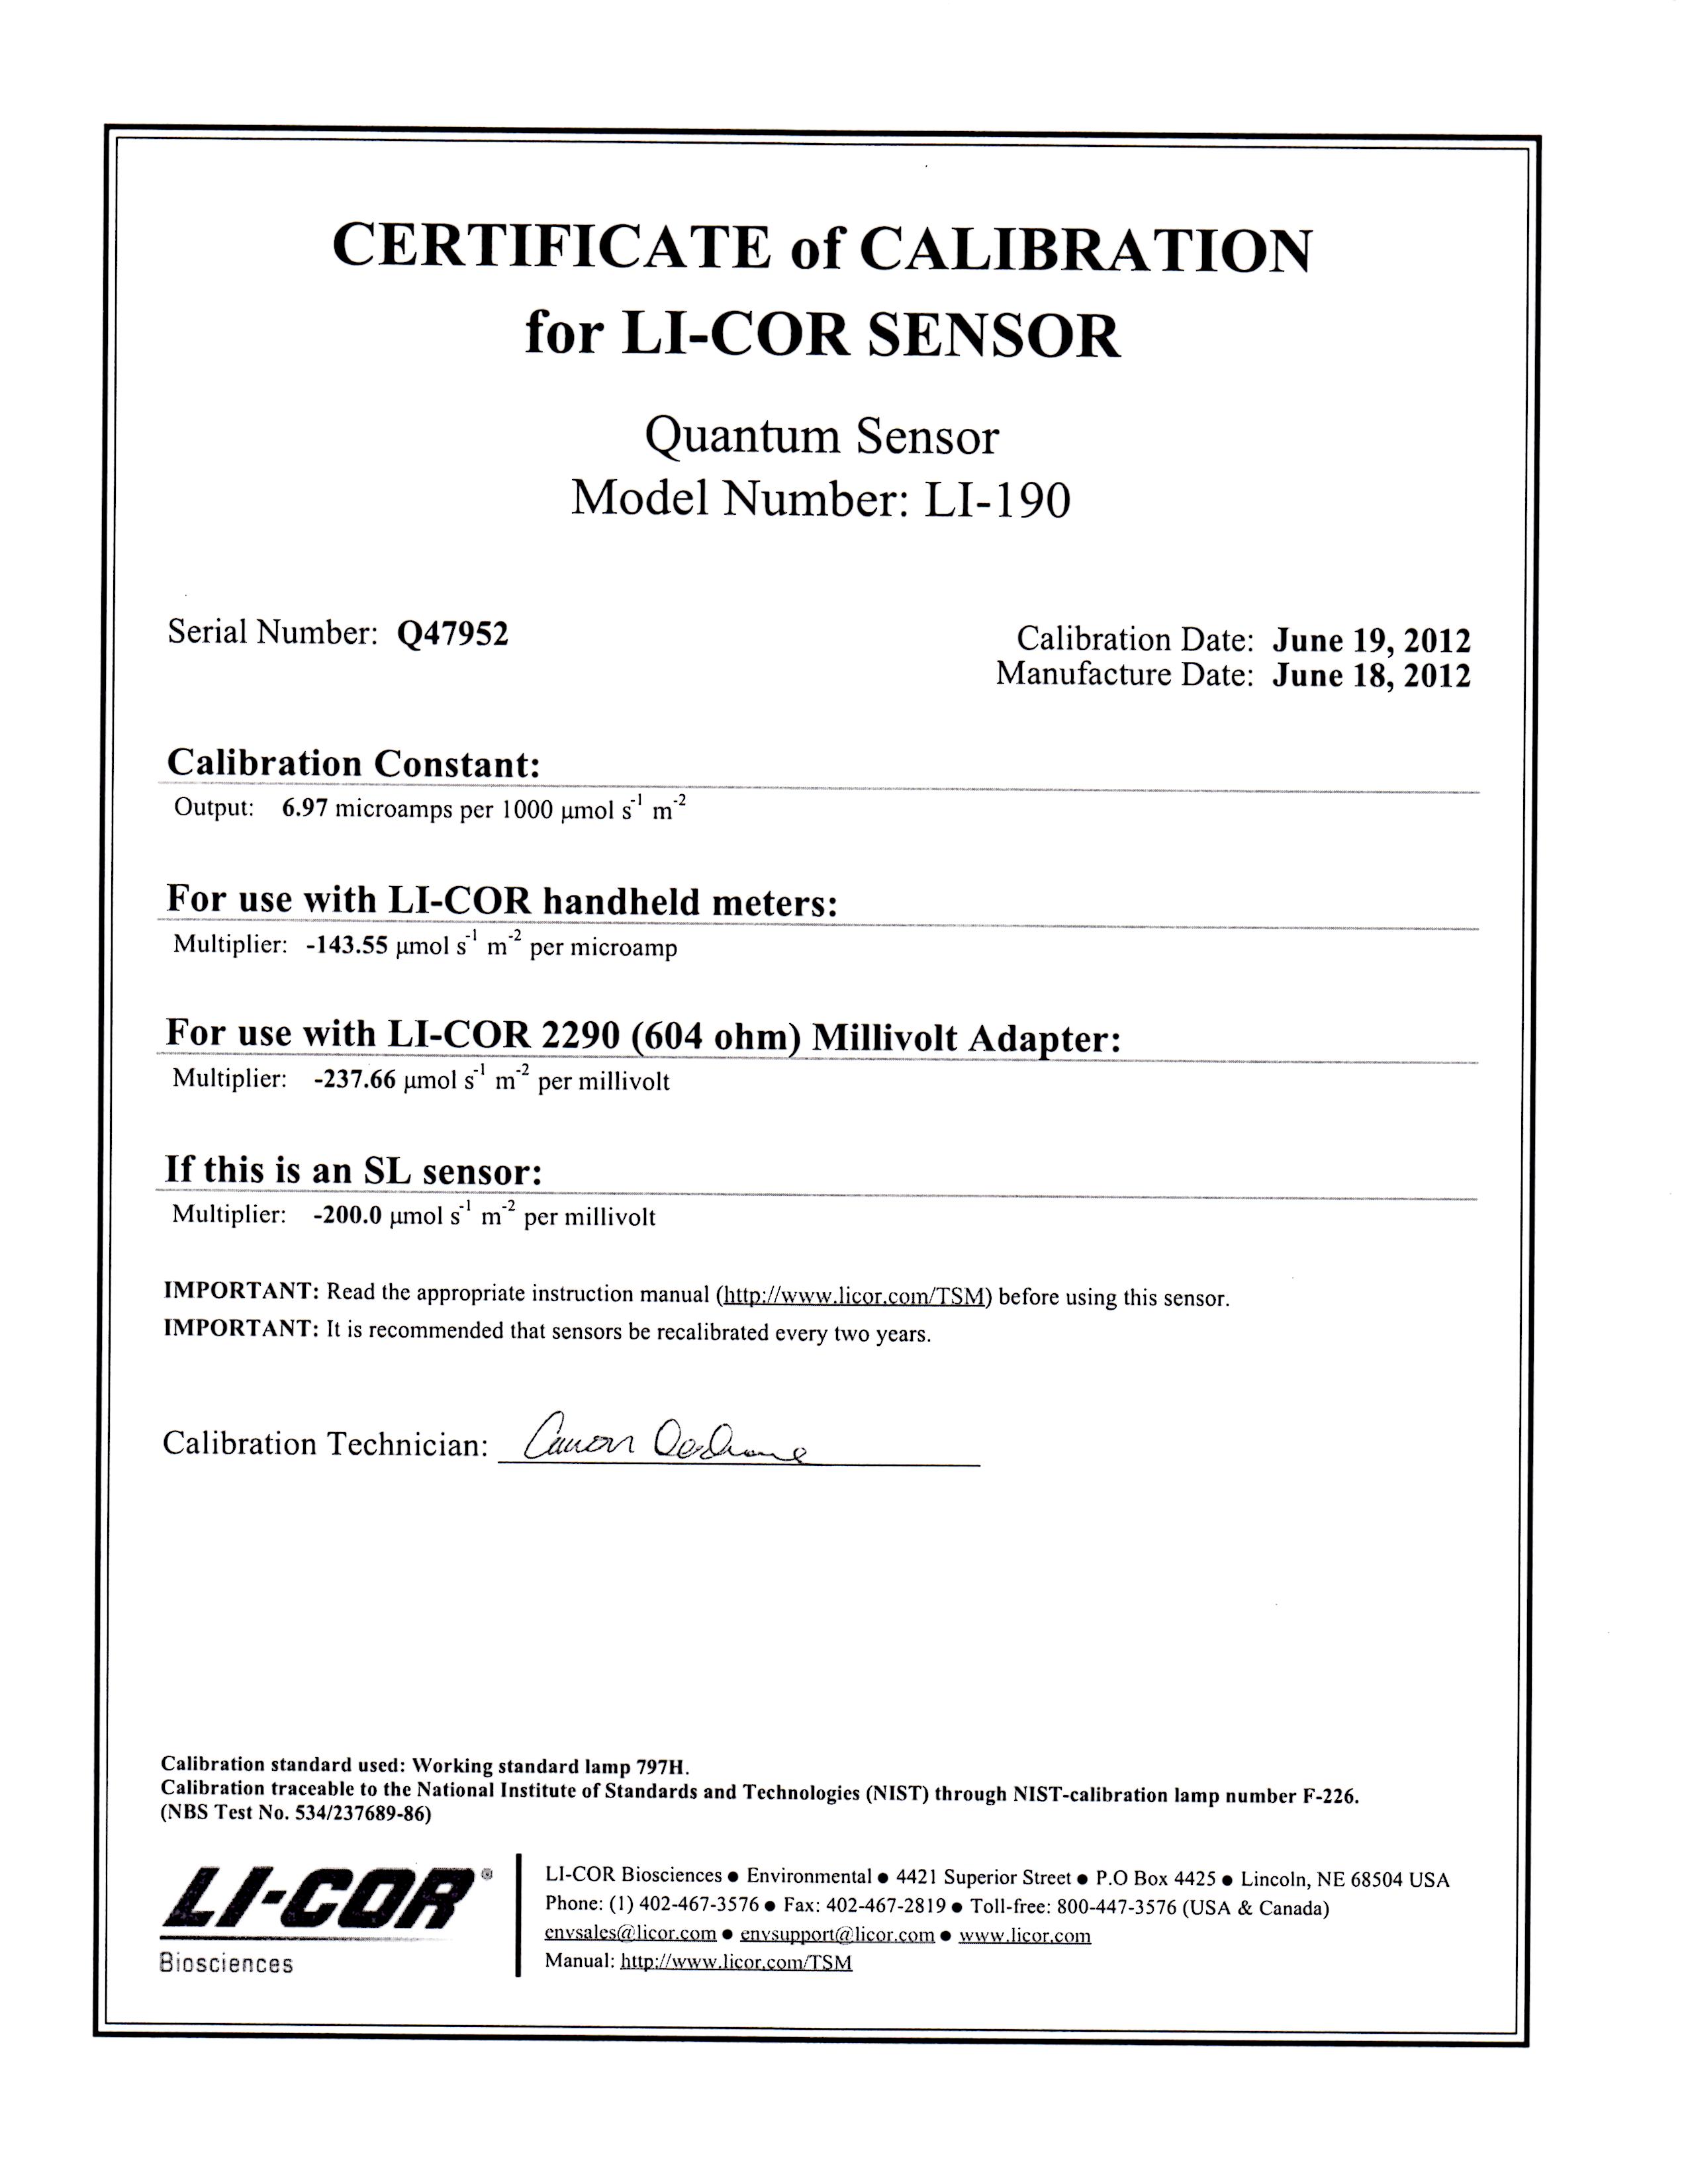 CERTIFICATE of CALIBRATION
for LI-COR SENSOR
Quantum Sensor
Model Number: LI-190
Serial Number: Q47952
Calibration Date: June 19, 2012
Manufacture Date: June 18, 2012
Calibration Constant:
Output: 6.97 microamps per 1000 µmol s⁻¹ m⁻²
For use with LI-COR handheld meters:
Multiplier: -143.55 µmol s⁻¹ m⁻² per microamp
For use with LI-COR 2290 (604 ohm) Millivolt Adapter:
Multiplier: -237.66 µmol s⁻¹ m⁻² per millivolt
If this is an SL sensor:
Multiplier: -200.0 µmol s⁻¹ m⁻² per millivolt
IMPORTANT: Read the appropriate instruction manual (http://www.licor.com/TSM) before using this sensor.
IMPORTANT: It is recommended that sensors be recalibrated every two years.
Calibration Technician:
Calibration standard used: Working standard lamp 797H.
Calibration traceable to the National Institute of Standards and Technologies (NIST) through NIST-calibration lamp number F-226.
(NBS Test No. 534/237689-86)
LI-COR®
Biosciences
LI-COR Biosciences ● Environmental ● 4421 Superior Street ● P.O Box 4425 ● Lincoln, NE 68504 USA
Phone: (1) 402-467-3576 ● Fax: 402-467-2819 ● Toll-free: 800-447-3576 (USA & Canada)
envsales@licor.com ● envsupport@licor.com ● www.licor.com
Manual: http://www.licor.com/TSM